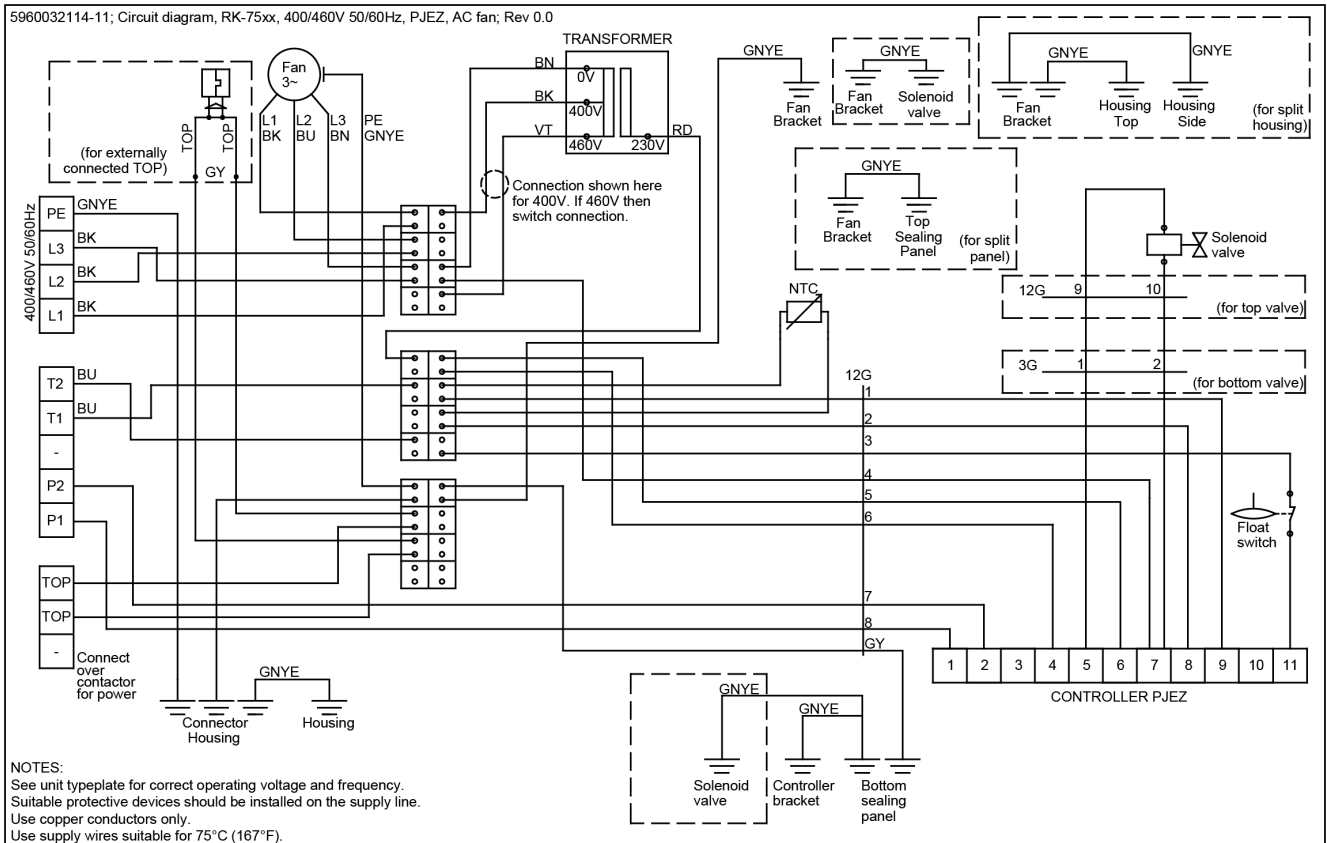 5960032114-11; Circuit diagram, RK-75xx, 400/460V 50/60Hz, PJEZ, AC fan; Rev 0.0
TRANSFORMER
BN
0V
BK
400V
VT
460V
230V
RD
Fan
3~
L1
BK
L2
BU
L3
BN
PE
GNYE
TOP
TOP
(for externally
connected TOP)
GY
Connection shown here
for 400V. If 460V then
switch connection.
GNYE
Fan
Bracket
GNYE
Fan
Bracket
Solenoid
valve
GNYE
GNYE
Fan
Bracket
Housing
Top
Housing
Side
(for split
housing)
GNYE
Fan
Bracket
Top
Sealing
Panel
(for split
panel)
Solenoid
valve
12G
9
10
(for top valve)
3G
1
2
(for bottom valve)
NTC
400/460V 50/60Hz
PE
GNYE
L3
BK
L2
BK
L1
BK
T2
BU
T1
BU
-
P2
P1
TOP
TOP
-
Connect
over
contactor
for power
12G
1
2
3
4
5
6
7
8
GY
Float
switch
1
2
3
4
5
6
7
8
9
10
11
CONTROLLER PJEZ
GNYE
Connector
Housing
Housing
GNYE
GNYE
Solenoid
valve
Controller
bracket
Bottom
sealing
panel
NOTES:
See unit typeplate for correct operating voltage and frequency.
Suitable protective devices should be installed on the supply line.
Use copper conductors only.
Use supply wires suitable for 75°C (167°F).